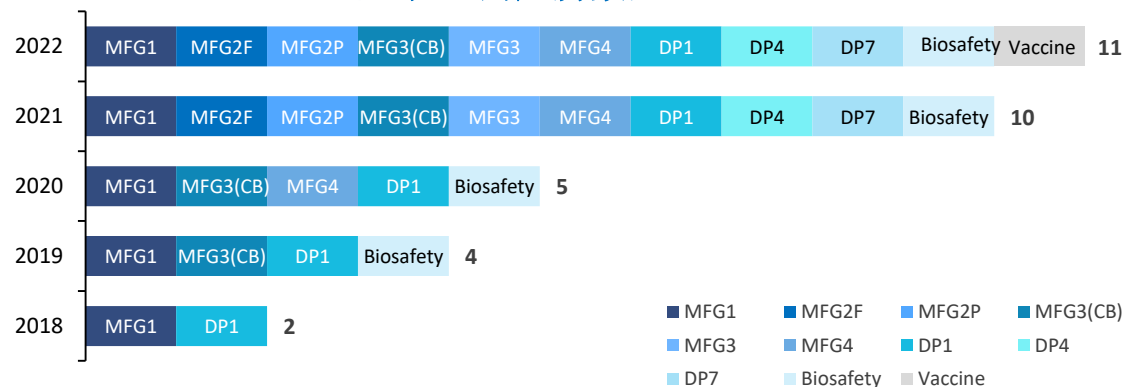 2022 MFG1 MFG2F MFG2P MFG3(CB) MFG3 MFG4 DP1 DP4 DP7 Biosafety Vaccine 11
2021 MFG1 MFG2F MFG2P MFG3(CB) MFG3 MFG4 DP1 DP4 DP7 Biosafety 10
2020 MFG1 MFG3(CB) MFG4 DP1 Biosafety 5
2019 MFG1 MFG3(CB) DP1 Biosafety 4
2018 MFG1 DP1 2
MFG1 MFG2F MFG2P MFG3(CB)
MFG3 MFG4 DP1 DP4
DP7 Biosafety Vaccine